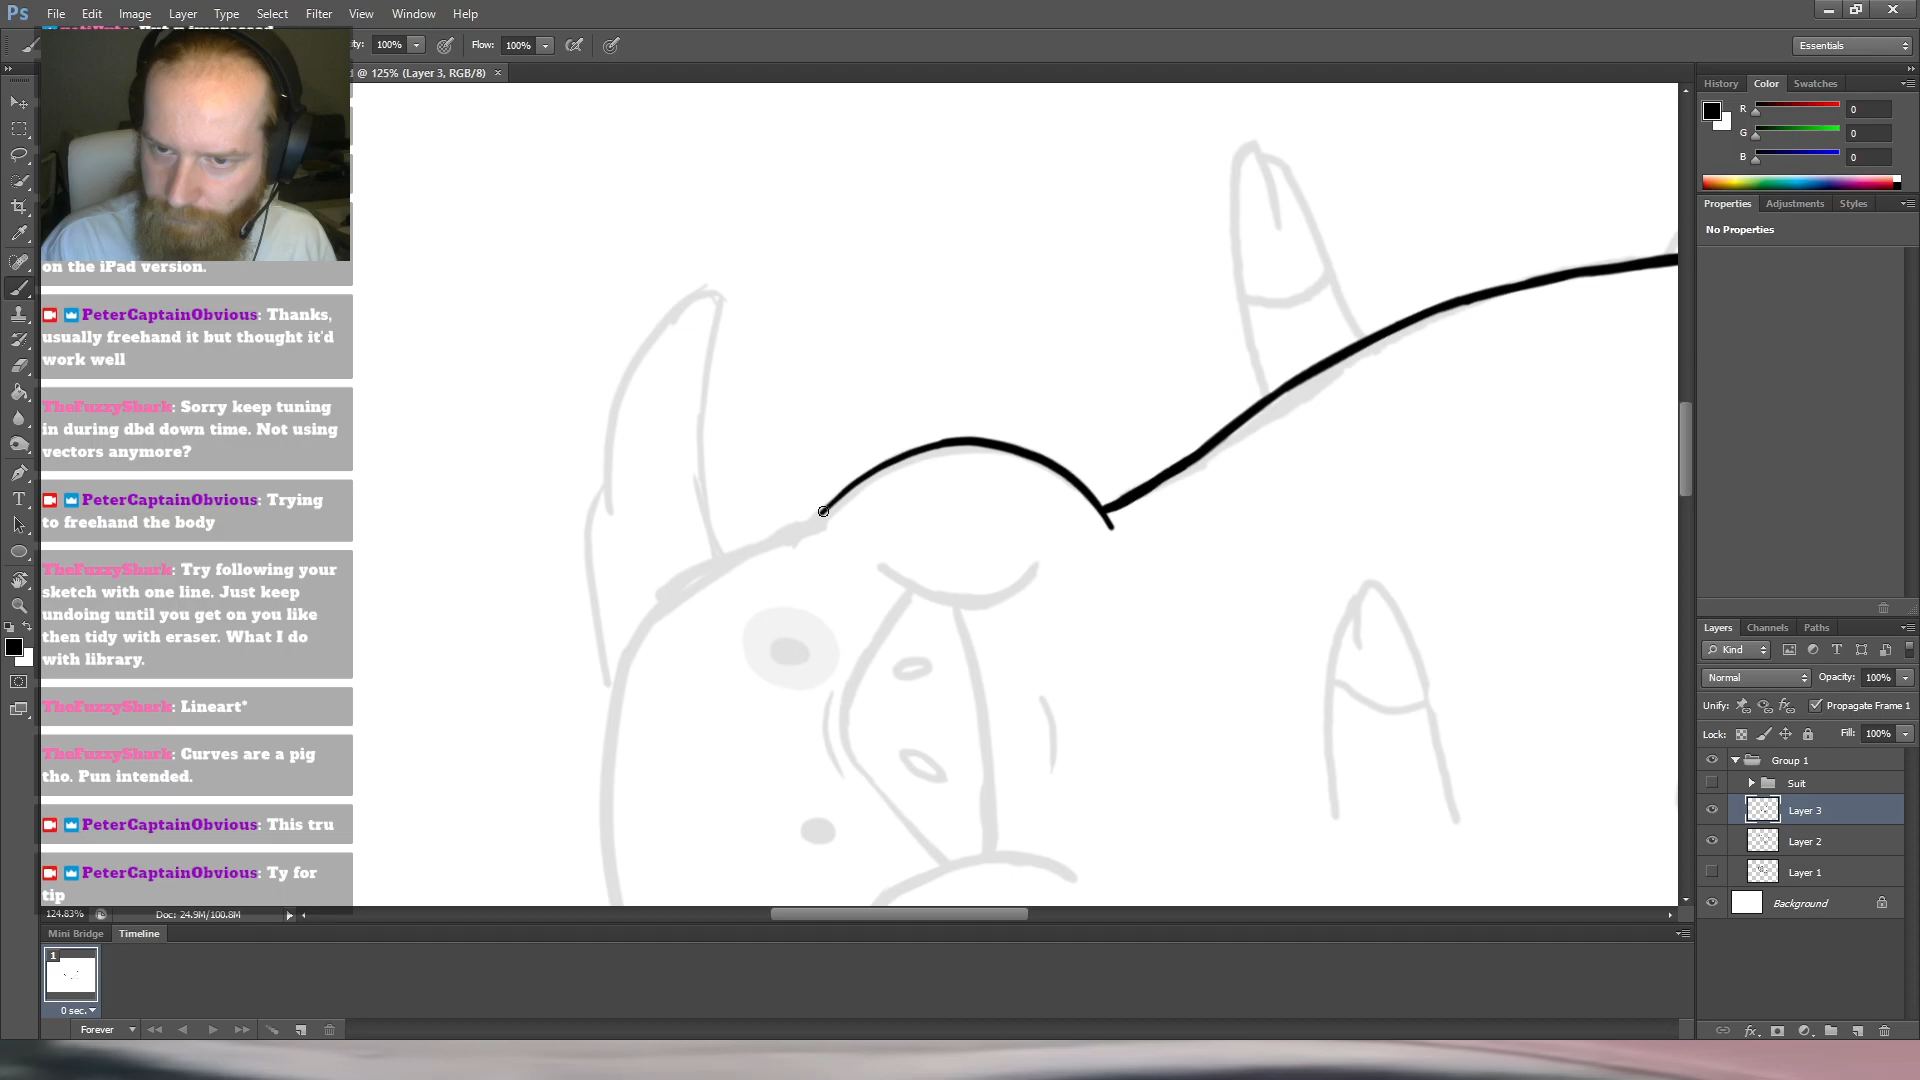 Ps File Edit Image Layer Type Select Filter View Window Help
100% Flow: 100% Essentials
@ 125% (Layer 3, RGB/8) ×
on the iPad version.
PeterCaptainObvious: Thanks,
usually freehand it but thought it'd
work well
TheFuzzyShark: Sorry keep tuning
in during dbd down time. Not using
vectors anymore?
PeterCaptainObvious: Trying
to freehand the body
TheFuzzyShark: Try following your
sketch with one line. Just keep
undoing until you get on you like
then tidy with eraser. What I do
with library.
TheFuzzyShark: Lineart*
TheFuzzyShark: Curves are a pig
tho. Pun intended.
PeterCaptainObvious: This tru
PeterCaptainObvious: Ty for
tip
124.83% Doc: 24.9M/100.8M
Mini Bridge Timeline
1
0 sec.
Forever
History Color Swatches
R 0
G 0
B 0
Properties Adjustments Styles
No Properties
Layers Channels Paths
Kind
Normal Opacity: 100%
Unify: Propagate Frame 1
Lock: Fill: 100%
Group 1
Suit
Layer 3
Layer 2
Layer 1
Background